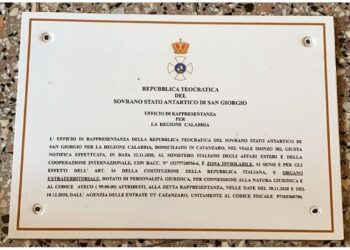 REPUBBLICA TEOCRATICA
DEL
SOVRANO STATO ANTARTICO DI SAN GIORGIO
UFFICIO DI RAPPRESENTANZA
PER
LA REGIONE CALABRIA
L' UFFICIO DI RAPPRESENTANZA DELLA REPUBBLICA TEOCRATICA DEL SOVRANO STATO ANTARTICO DI
SAN GIORGIO PER LA REGIONE CALABRIA, DOMICILIATO IN CATANZARO, NEL VIALE ISONZO 30, GIUSTA
NOTIFICA EFFETTUATA, IN DATA 12.11.2020, AL MINISTERO ITALIANO DEGLI AFFARI ESTERI E DELLA
COOPERAZIONE INTERNAZIONALE, CON RACC. N° È ZONA INVIOLABILE, AI SENSI E PER GLI
EFFETTI DELL' ART. 14 DELLA COSTITUZIONE DELLA REPUBBLICA ITALIANA, E ORGANO
EXTRATERRITORIALE, DOTATO DI PERSONALITÀ GIURIDICA, PER CONNESSIONE ALLA NATURA GIURIDICA E
AL CODICE ATECO ( 99.00.00) ATTRIBUITI, ALLA DETTA RAPPRESENTANZA, NELLE DATE DEL 30.11.2020 E DEL
10.12.2020, DALL' AGENZIA DELLE ENTRATE UT CATANZARO, UNITAMENTE AL CODICE FISCALE 97103380799.